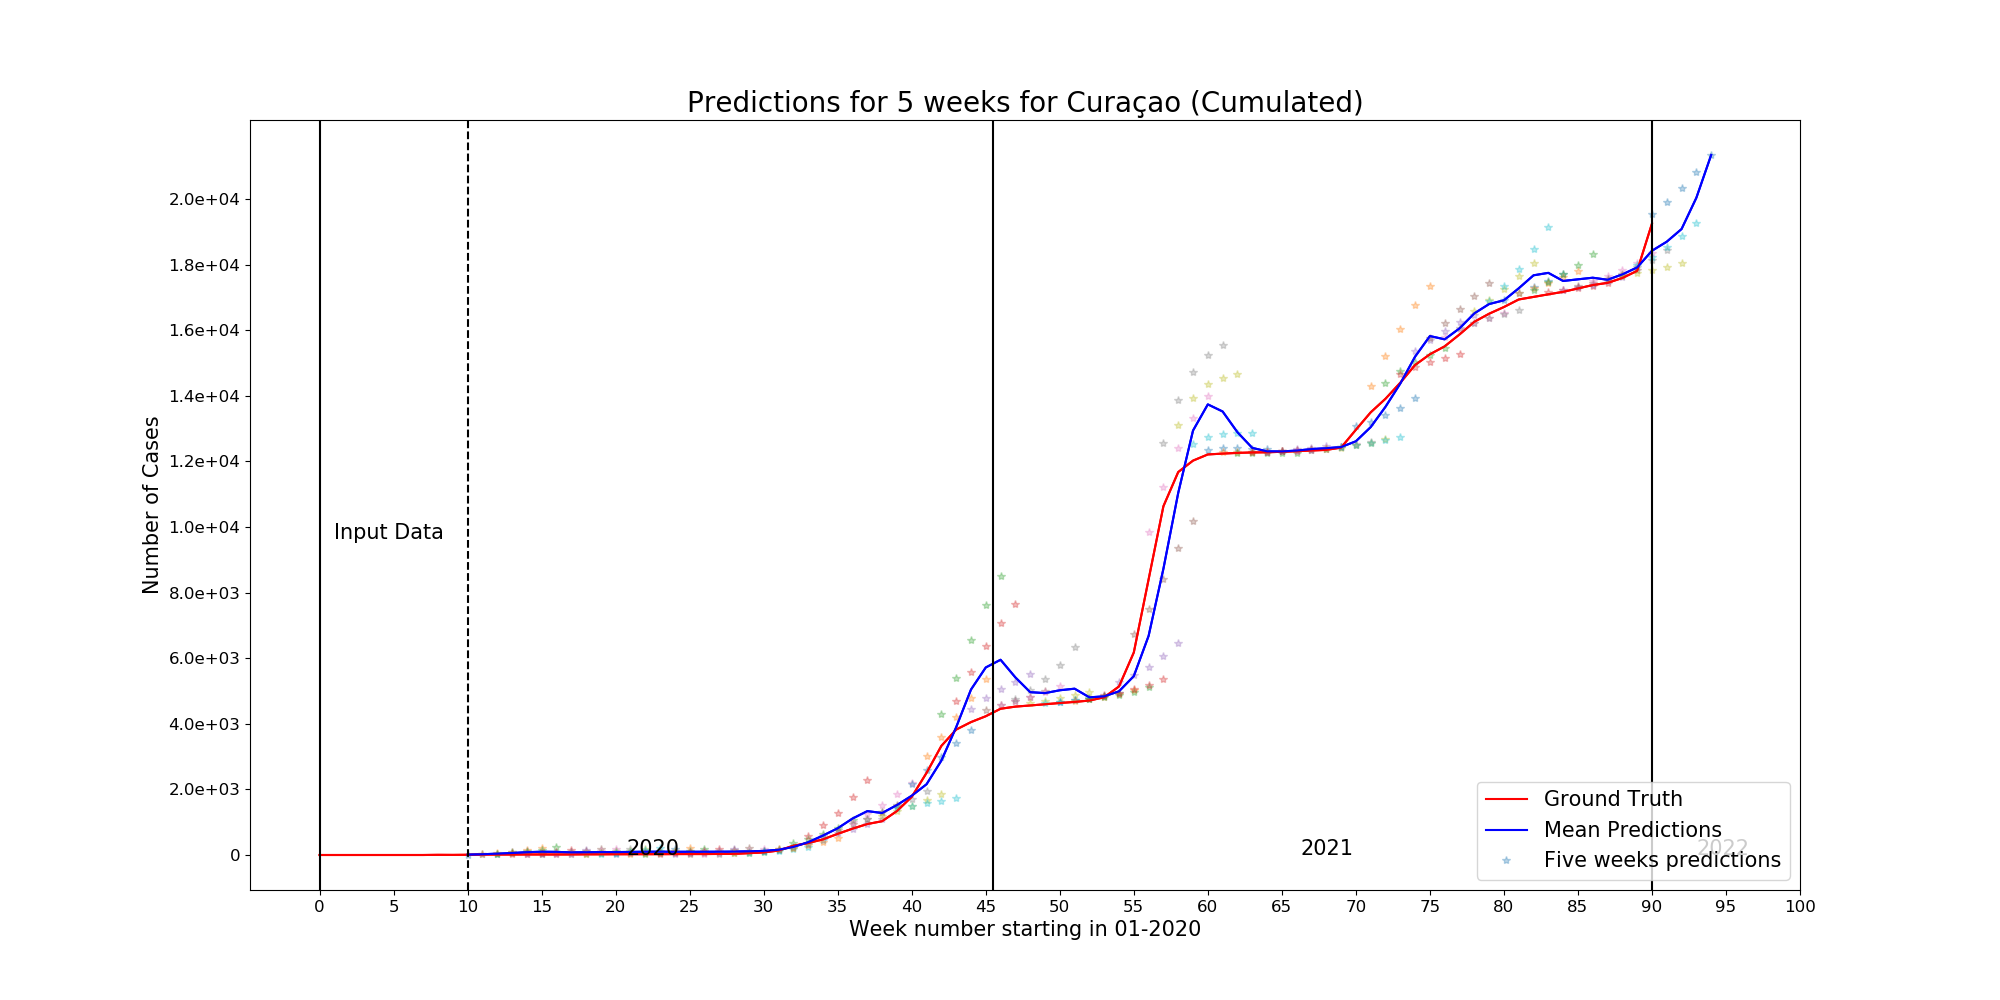 Predictions for 5 weeks for Curaçao (Cumulated)
Number of Cases
2.0e+04
1.8e+04
1.6e+04
1.4e+04
1.2e+04
1.0e+04
8.0e+03
6.0e+03
4.0e+03
2.0e+03
0
Input Data
2020
2021
2022
Ground Truth
Mean Predictions
Five weeks predictions
0 5 10 15 20 25 30 35 40 45 50 55 60 65 70 75 80 85 90 95 100
Week number starting in 01-2020